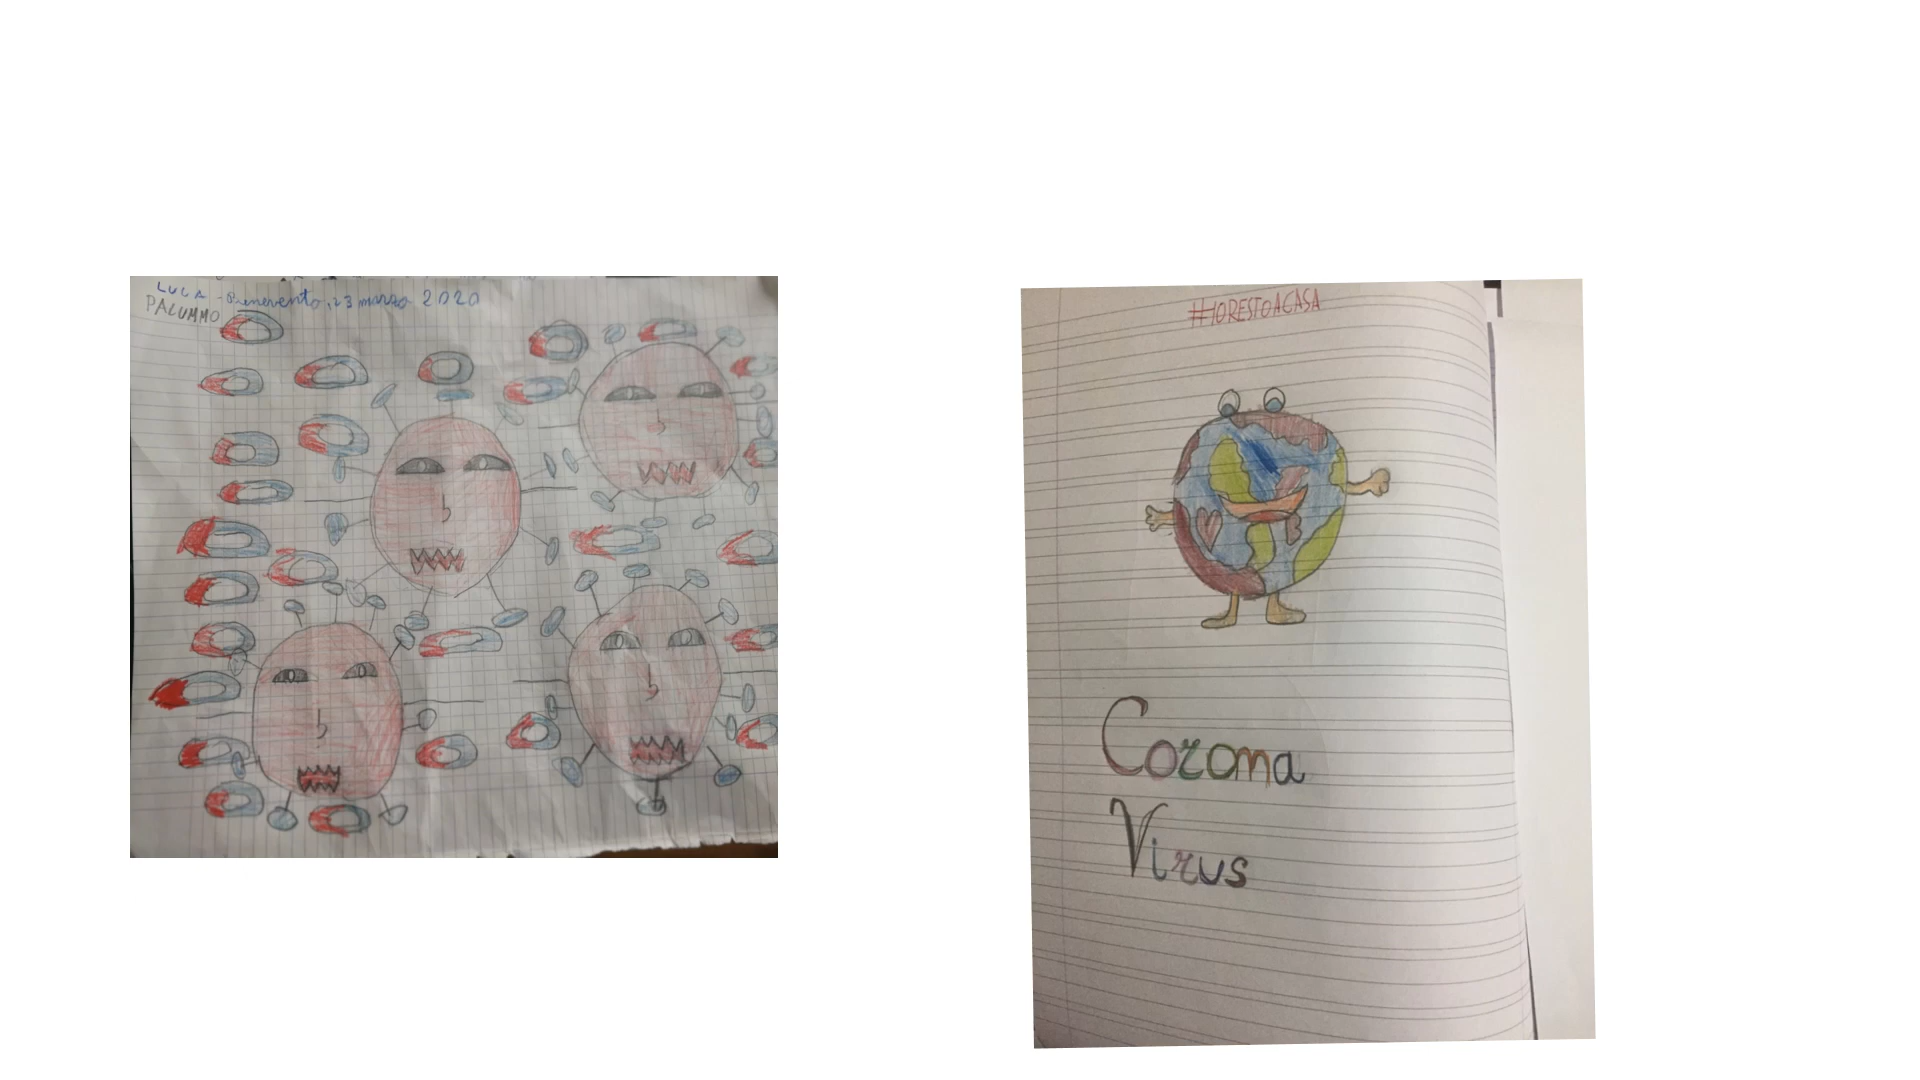 LUCA - Benevento, 23 marzo 2020
PALUMMO
#IORESTOACASA
Corona
Virus